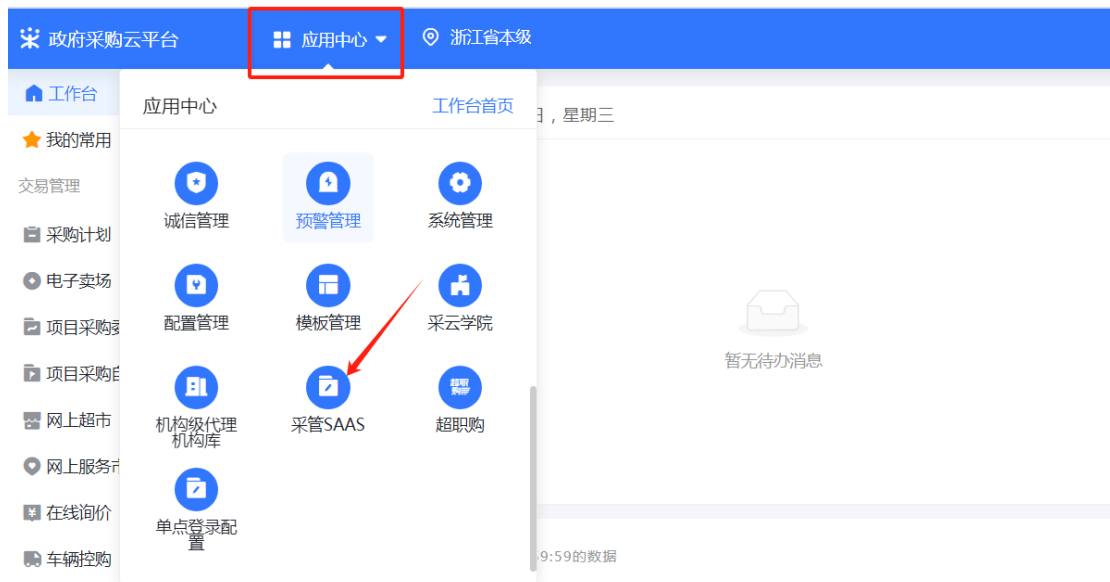 政府采购云平台
应用中心
浙江省本级
工作台
应用中心
工作台首页
日，星期三
我的常用
交易管理
诚信管理
预警管理
系统管理
采购计划
电子卖场
配置管理
模板管理
采云学院
项目采购
暂无待办消息
项目采购
超职购
机构级代理
机构库
采管SAAS
超职购
网上超市
网上服务市
在线询价
单点登录配
置
车辆控购
9:59的数据